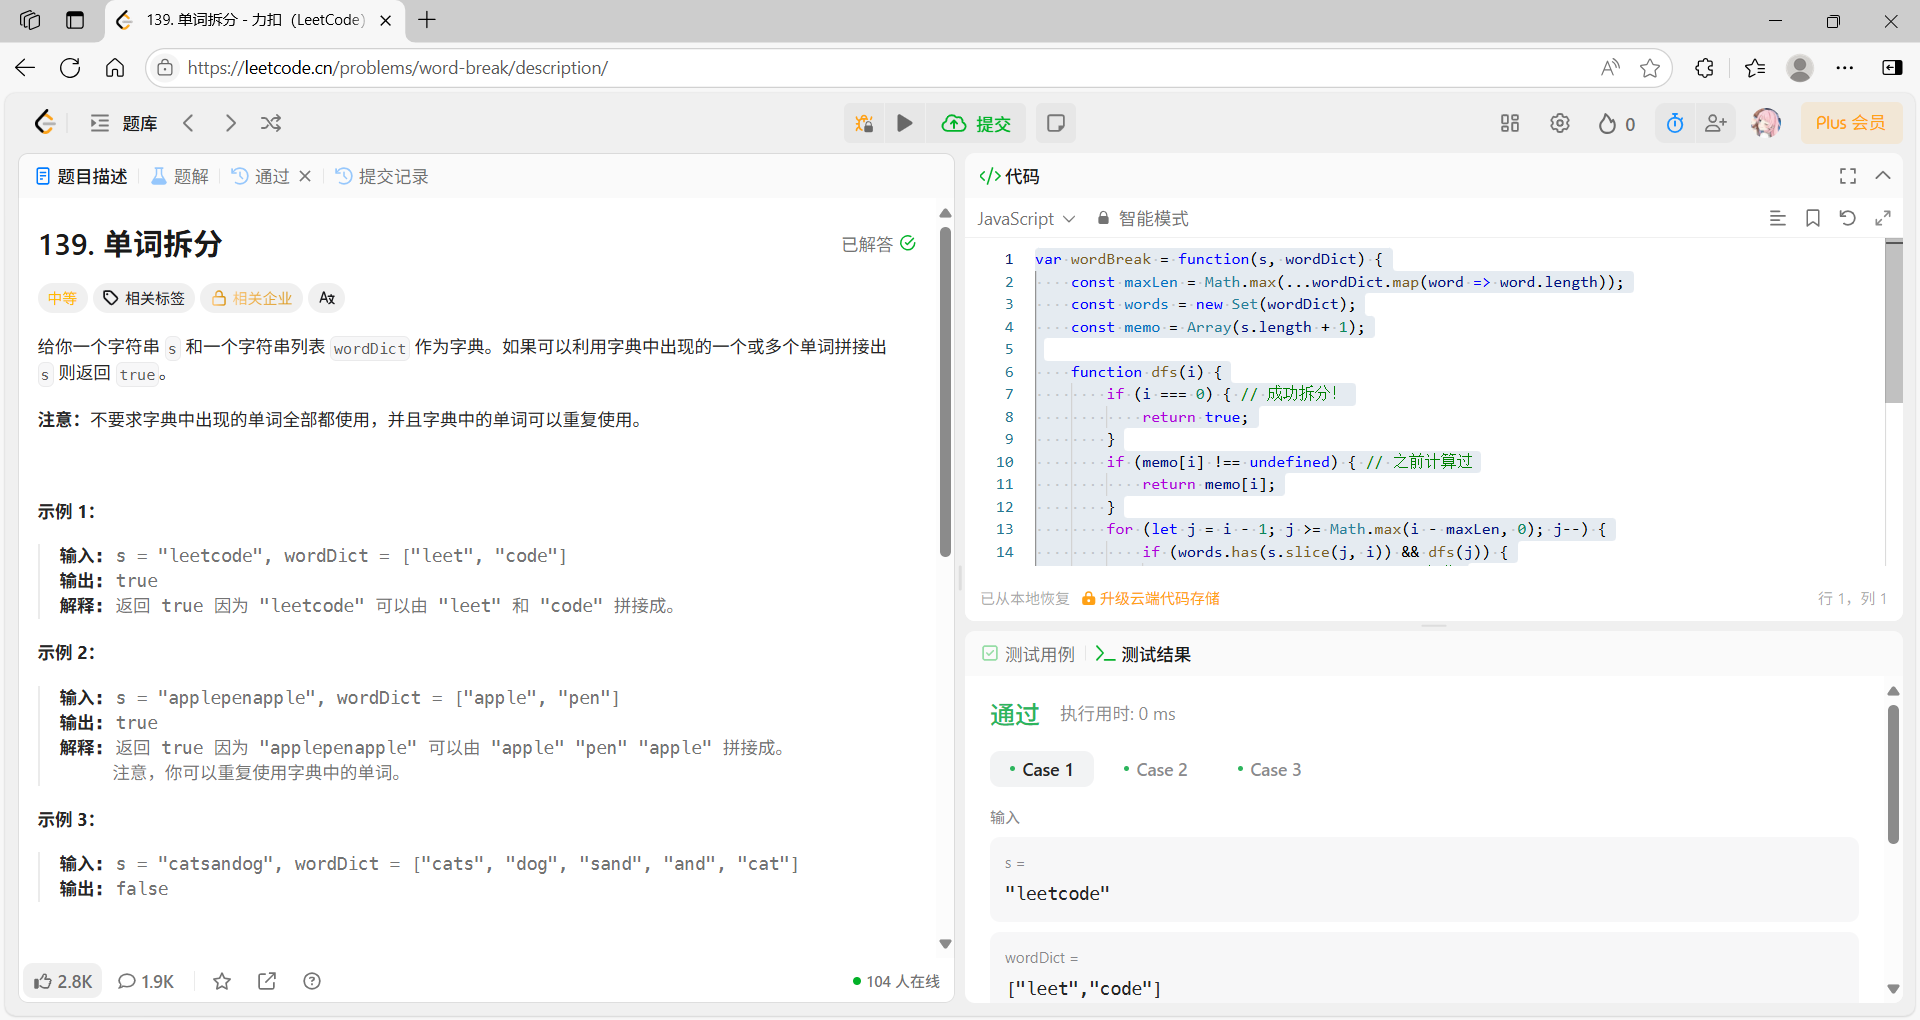 139. 单词拆分 - 力扣（LeetCode）
https://leetcode.cn/problems/word-break/description/
题库
提交
0
Plus 会员
题目描述
题解
通过
提交记录
139. 单词拆分
已解答
中等
相关标签
相关企业
给你一个字符串 s 和一个字符串列表 wordDict 作为字典。如果可以利用字典中出现的一个或多个单词拼接出
s 则返回 true。
注意：不要求字典中出现的单词全部都使用，并且字典中的单词可以重复使用。
示例 1：
输入: s = "leetcode", wordDict = ["leet", "code"]
输出: true
解释: 返回 true 因为 "leetcode" 可以由 "leet" 和 "code" 拼接成。
示例 2：
输入: s = "applepenapple", wordDict = ["apple", "pen"]
输出: true
解释: 返回 true 因为 "applepenapple" 可以由 "apple" "pen" "apple" 拼接成。
注意，你可以重复使用字典中的单词。
示例 3：
输入: s = "catsandog", wordDict = ["cats", "dog", "sand", "and", "cat"]
输出: false
2.8K
1.9K
104 人在线
</> 代码
JavaScript
智能模式
1 var wordBreak = function(s, wordDict) {
2 const maxLen = Math.max(...wordDict.map(word => word.length));
3 const words = new Set(wordDict);
4 const memo = Array(s.length + 1);
5
6 function dfs(i) {
7 if (i === 0) { // 成功拆分！
8 return true;
9 }
10 if (memo[i] !== undefined) { // 之前计算过
11 return memo[i];
12 }
13 for (let j = i - 1; j >= Math.max(i - maxLen, 0); j--) {
14 if (words.has(s.slice(j, i)) && dfs(j)) {
已从本地恢复
升级云端代码存储
行 1，列 1
测试用例
测试结果
通过
执行用时: 0 ms
Case 1
Case 2
Case 3
输入
s =
"leetcode"
wordDict =
["leet","code"]